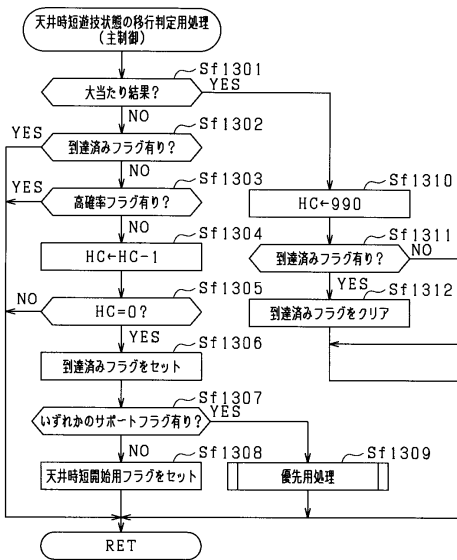 天井時短遊技状態の移行判定用処理
(主制御)
Sf1301
大当たり結果?
YES
NO
Sf1302
YES
到達済みフラグ有り?
NO
Sf1303
YES
高確率フラグ有り?
NO
Sf1304
HC←HC-1
Sf1305
NO
HC=0?
YES
Sf1306
到達済みフラグをセット
Sf1307
いずれかのサポートフラグ有り?
YES
NO
Sf1308
天井時短開始用フラグをセット
Sf1309
優先用処理
Sf1310
HC←990
Sf1311
到達済みフラグ有り?
NO
YES
Sf1312
到達済みフラグをクリア
RET